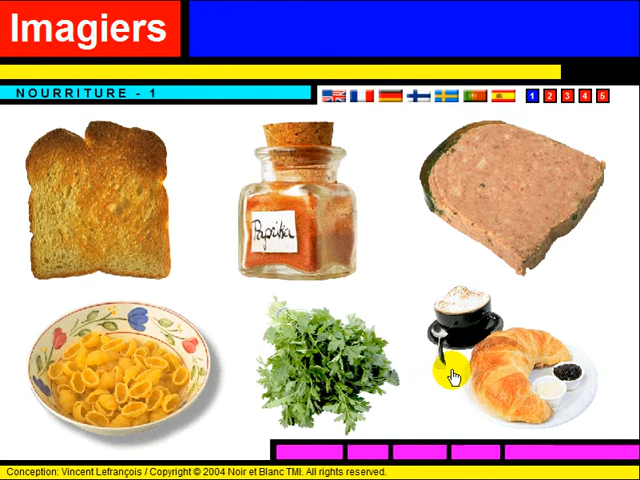 Imagiers
NOURRITURE - 1
1 2 3 4 5
Paprika
Conception: Vincent Lefrançois / Copyright © 2004 Noir et Blanc TMI. All rights reserved.